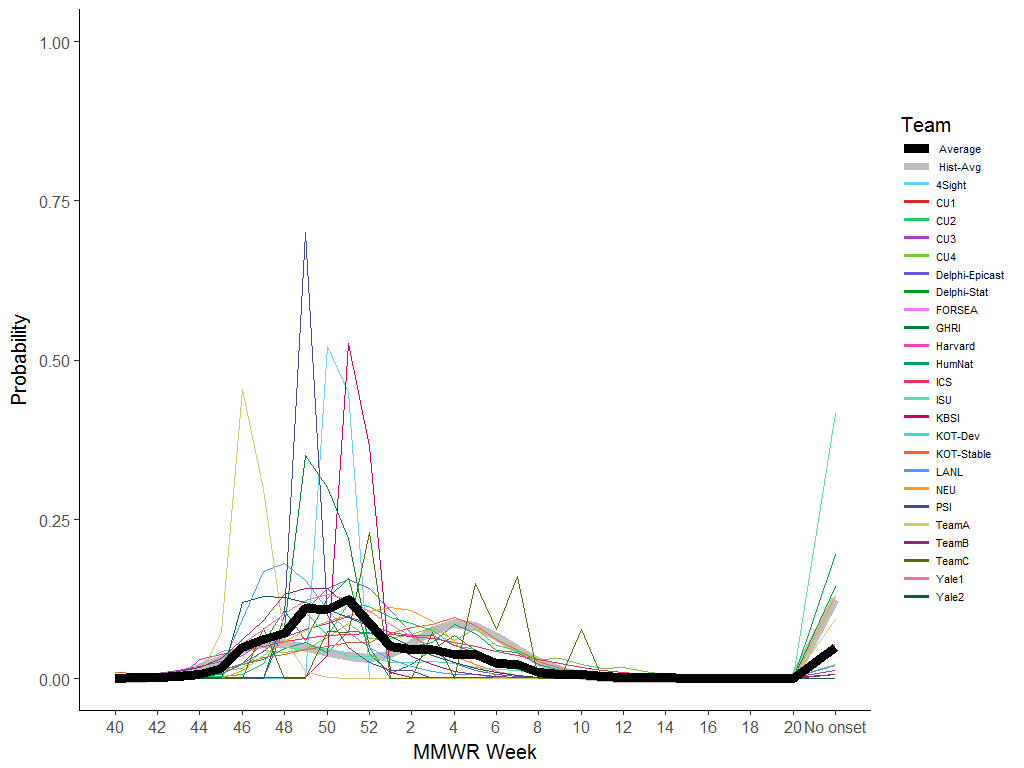 1.00
0.75
0.50
0.25
0.00
Probability
40 42 44 46 48 50 52 2 4 6 8 10 12 14 16 18 20 No onset
MMWR Week
Team
Average
Hist-Avg
4Sight
CU1
CU2
CU3
CU4
Delphi-Epicast
Delphi-Stat
FORSEA
GHRI
Harvard
HumNat
ICS
ISU
KBSI
KOT-Dev
KOT-Stable
LANL
NEU
PSI
TeamA
TeamB
TeamC
Yale1
Yale2